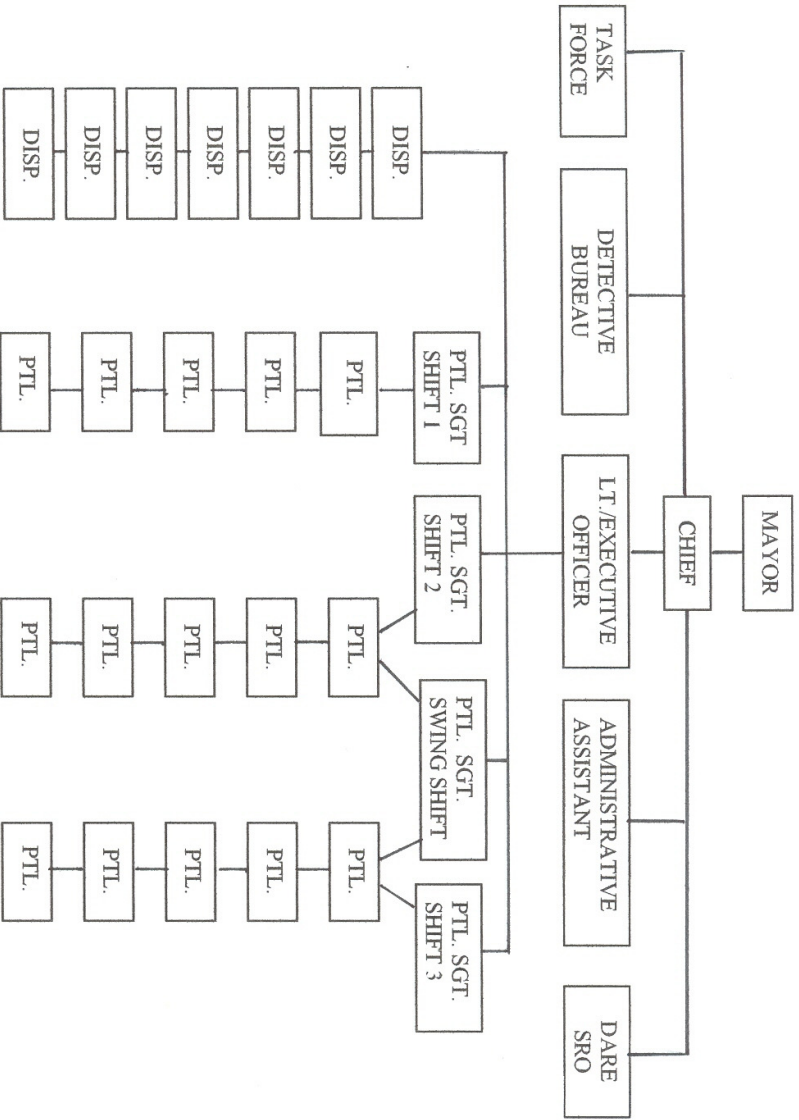 MAYOR
CHIEF
TASK
FORCE
DETECTIVE
BUREAU
LT./EXECUTIVE
OFFICER
ADMINISTRATIVE
ASSISTANT
DARE
SRO
DISP.
DISP.
DISP.
DISP.
DISP.
DISP.
DISP.
PTL. SGT
SHIFT 1
PTL.
PTL.
PTL.
PTL.
PTL.
PTL. SGT.
SHIFT 2
PTL. SGT.
SWING SHIFT
PTL. SGT.
SHIFT 3
PTL.
PTL.
PTL.
PTL.
PTL.
PTL.
PTL.
PTL.
PTL.
PTL.